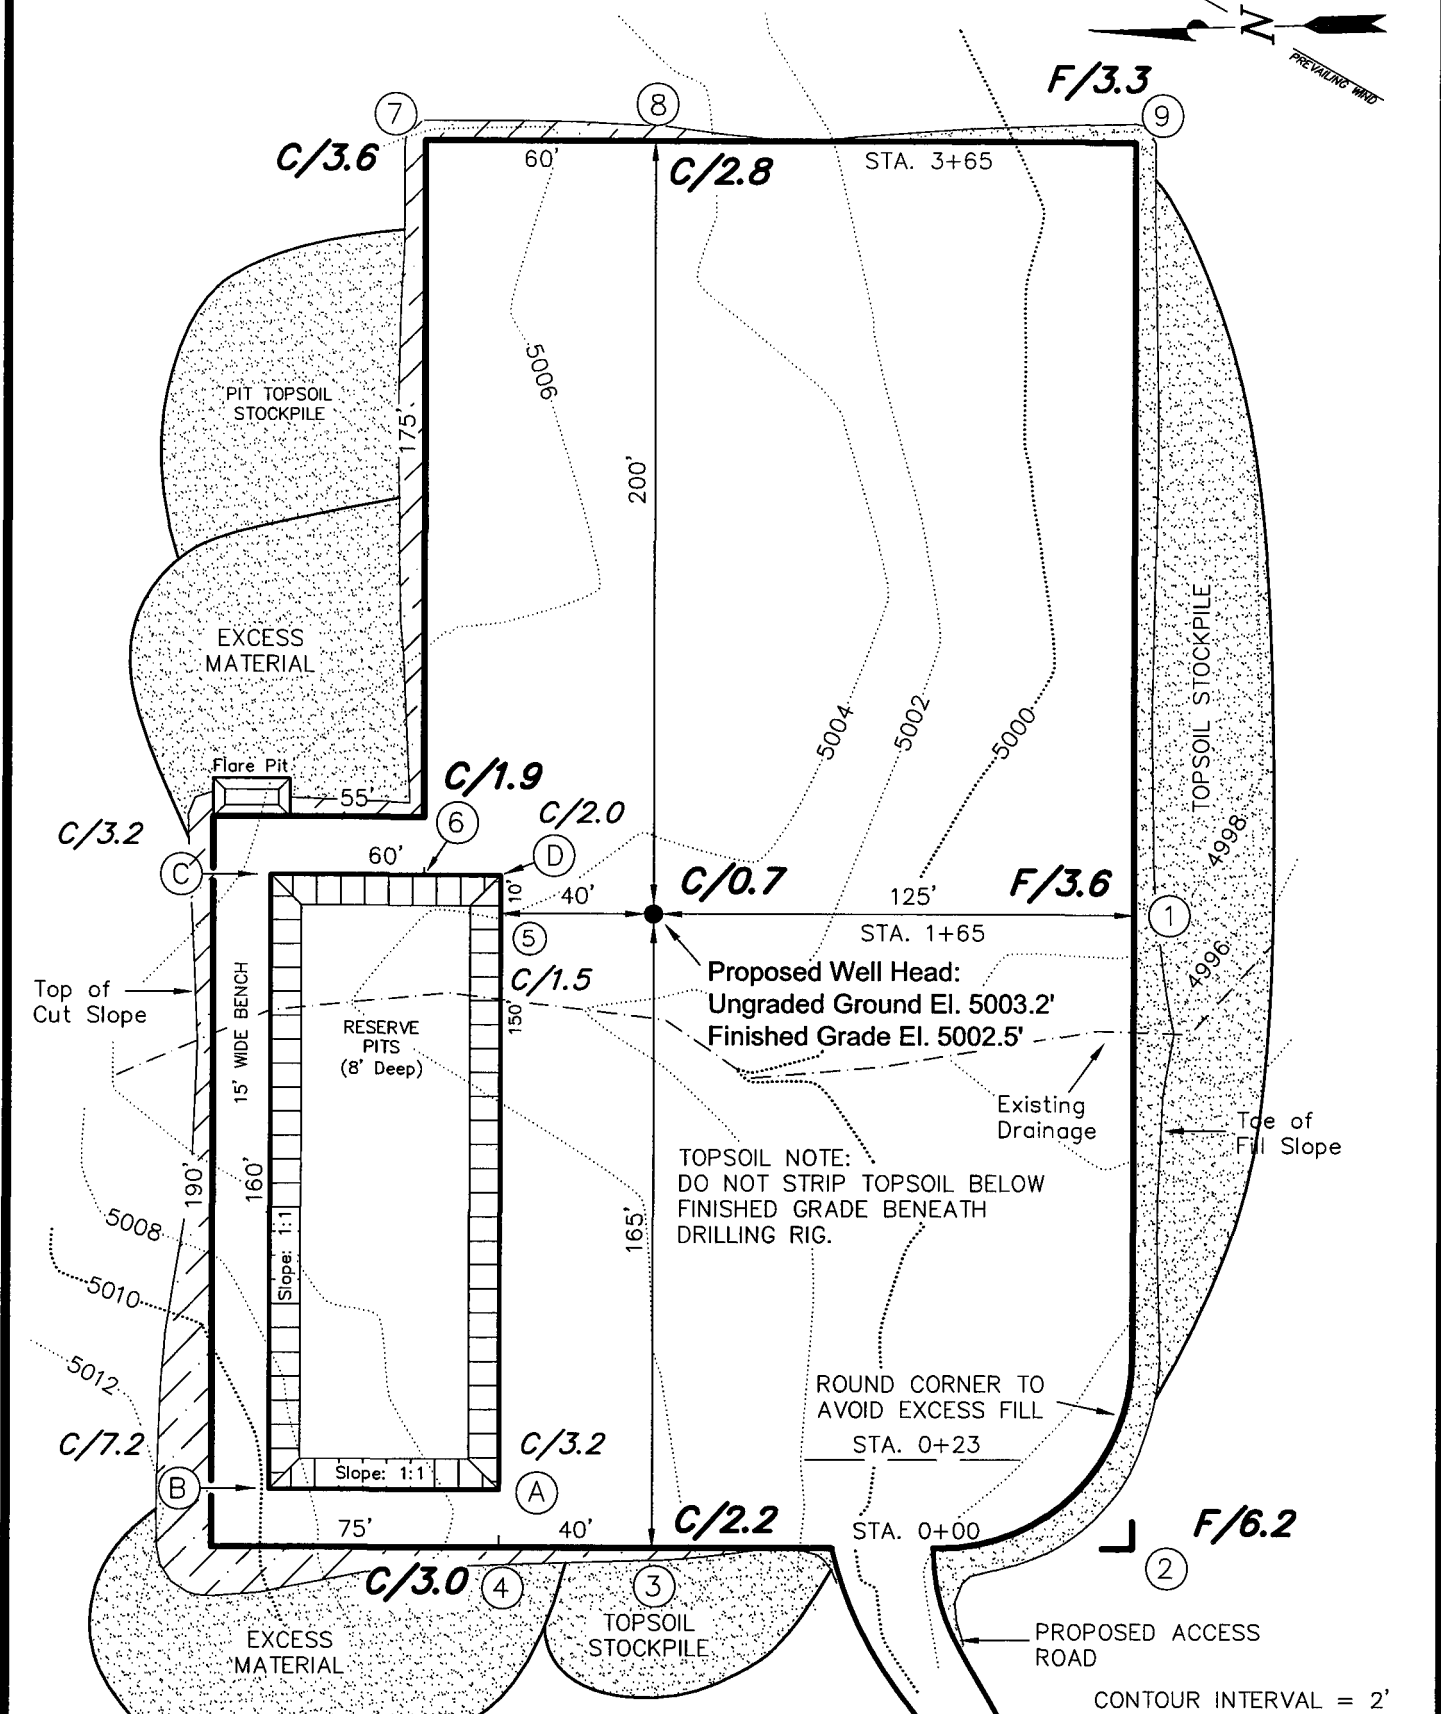 N
PREVAILING WIND
F/3.3
7
8
9
C/3.6
60'
C/2.8
STA. 3+65
5006
PIT TOPSOIL
STOCKPILE
175'
200'
EXCESS
MATERIAL
TOPSOIL STOCKPILE
5004
5002
5000
Flare Pit
55'
C/1.9
C/3.2
6
C/2.0
4998
C
60'
D
10'
40'
C/0.7
125'
F/3.6
1
5
STA. 1+65
4996
C/1.5
Proposed Well Head:
Ungraded Ground El. 5003.2'
Finished Grade El. 5002.5'
Top of
Cut Slope
15' WIDE BENCH
RESERVE
PITS
(8' Deep)
150'
Existing
Drainage
Toe of
Fill Slope
TOPSOIL NOTE:
DO NOT STRIP TOPSOIL BELOW
FINISHED GRADE BENEATH
DRILLING RIG.
190'
160'
165'
5008
Slope: 1:1
5010
5012
ROUND CORNER TO
AVOID EXCESS FILL
C/7.2
C/3.2
STA. 0+23
B
Slope: 1:1
A
75'
40'
C/2.2
STA. 0+00
F/6.2
2
C/3.0
4
3
TOPSOIL
STOCKPILE
EXCESS
MATERIAL
PROPOSED ACCESS
ROAD
CONTOUR INTERVAL = 2'